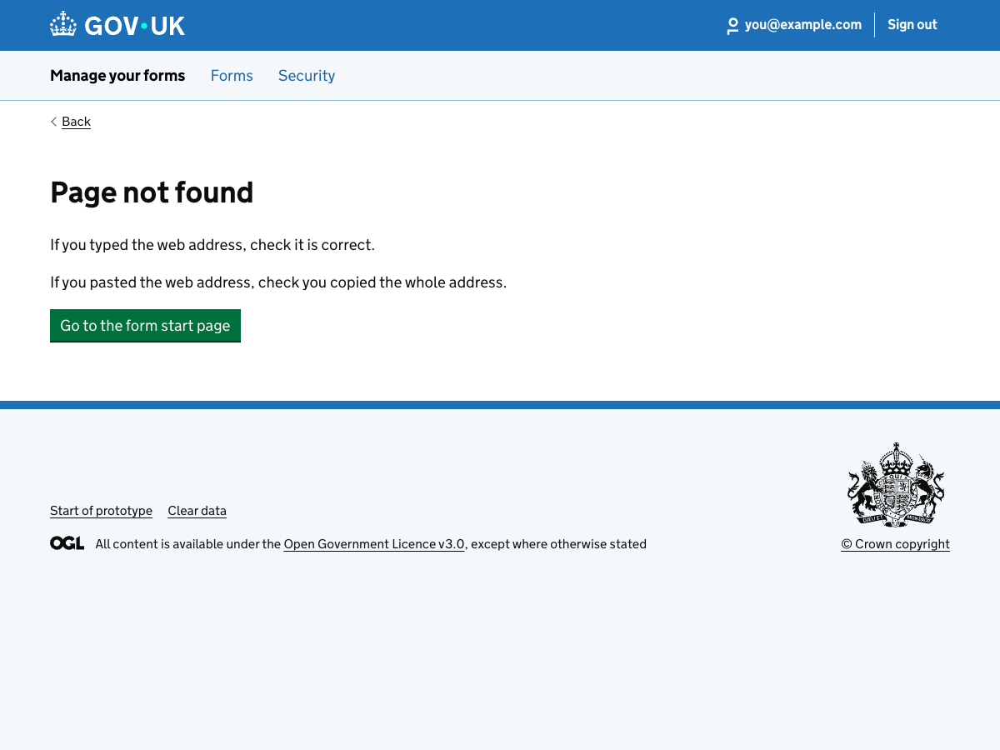 GOV•UK
you@example.com
Sign out
Manage your forms
Forms
Security
Back
Page not found
If you typed the web address, check it is correct.
If you pasted the web address, check you copied the whole address.
Go to the form start page
Start of prototype
Clear data
OGL
All content is available under the Open Government Licence v3.0, except where otherwise stated
© Crown copyright